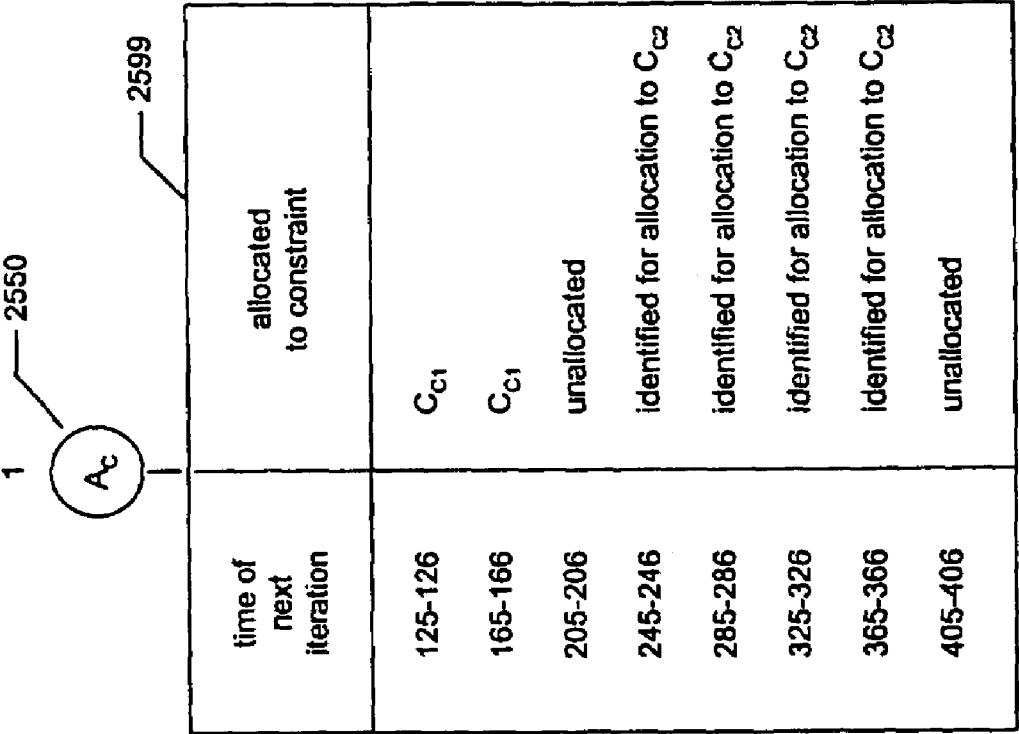 1
2550
A_C
2599
time of
next
iteration
allocated
to constraint
125-126 C_C1
165-166 C_C1
205-206 unallocated
245-246 identified for allocation to C_C2
285-286 identified for allocation to C_C2
325-326 identified for allocation to C_C2
365-366 identified for allocation to C_C2
405-406 unallocated